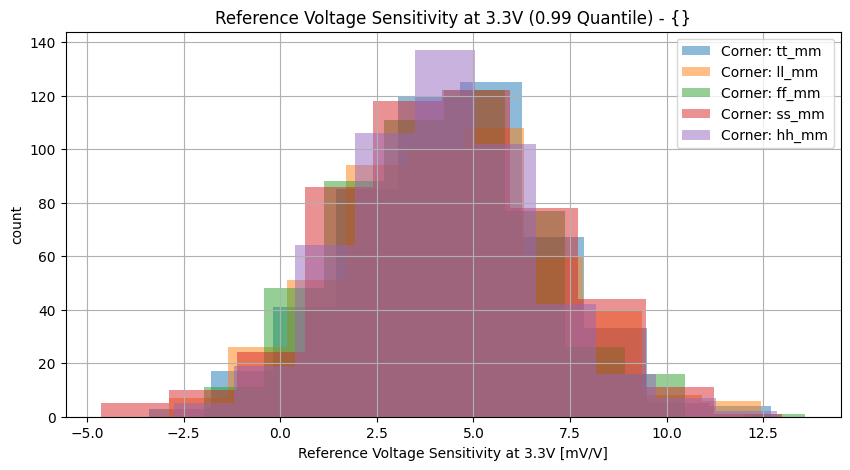 Reference Voltage Sensitivity at 3.3V (0.99 Quantile) - {}
Corner: tt_mm
Corner: ll_mm
Corner: ff_mm
Corner: ss_mm
Corner: hh_mm
count
140
120
100
80
60
40
20
0
−5.0
−2.5
0.0
2.5
5.0
7.5
10.0
12.5
Reference Voltage Sensitivity at 3.3V [mV/V]